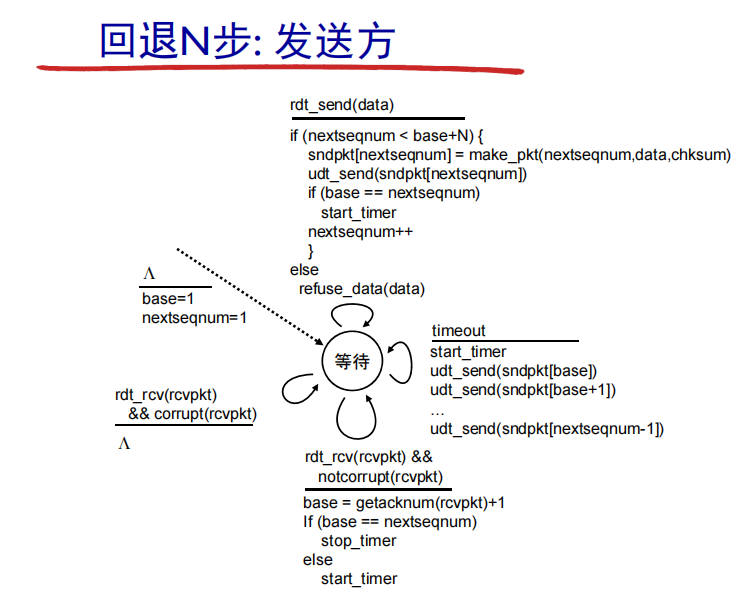 回退N步: 发送方
rdt_send(data)
if (nextseqnum < base+N) {
sndpkt[nextseqnum] = make_pkt(nextseqnum,data,chksum)
udt_send(sndpkt[nextseqnum])
if (base == nextseqnum)
start_timer
nextseqnum++
}
else
refuse_data(data)
Λ
base=1
nextseqnum=1
等待
timeout
start_timer
udt_send(sndpkt[base])
udt_send(sndpkt[base+1])
…
udt_send(sndpkt[nextseqnum-1])
rdt_rcv(rcvpkt)
&& corrupt(rcvpkt)
Λ
rdt_rcv(rcvpkt) &&
notcorrupt(rcvpkt)
base = getacknum(rcvpkt)+1
If (base == nextseqnum)
stop_timer
else
start_timer